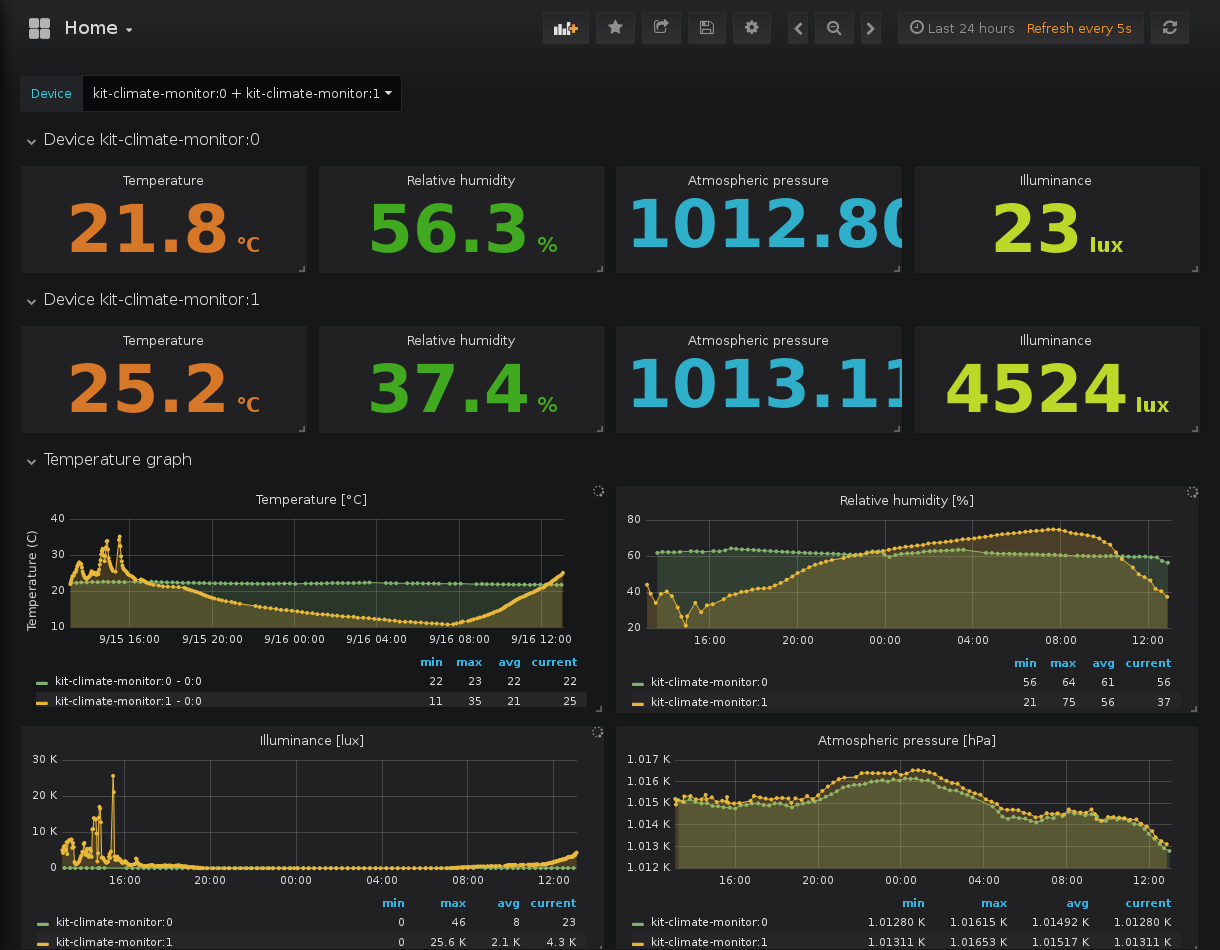 Home
Last 24 hours Refresh every 5s
Device kit-climate-monitor:0 + kit-climate-monitor:1
Device kit-climate-monitor:0
Temperature Relative humidity Atmospheric pressure Illuminance
21.8 °C 56.3 % 1012.80 23 lux
Device kit-climate-monitor:1
Temperature Relative humidity Atmospheric pressure Illuminance
25.2 °C 37.4 % 1013.11 4524 lux
Temperature graph
Temperature [°C]
Temperature (C)
40
30
20
10
9/15 16:00 9/15 20:00 9/16 00:00 9/16 04:00 9/16 08:00 9/16 12:00
min max avg current
kit-climate-monitor:0 - 0:0 22 23 22 22
kit-climate-monitor:1 - 0:0 11 35 21 25
Relative humidity [%]
80
60
40
20
16:00 20:00 00:00 04:00 08:00 12:00
min max avg current
kit-climate-monitor:0 56 64 61 56
kit-climate-monitor:1 21 75 56 37
Illuminance [lux]
30 K
20 K
10 K
0
16:00 20:00 00:00 04:00 08:00 12:00
min max avg current
kit-climate-monitor:0 0 46 8 23
kit-climate-monitor:1 0 25.6 K 2.1 K 4.3 K
Atmospheric pressure [hPa]
1.017 K
1.016 K
1.015 K
1.014 K
1.013 K
1.012 K
16:00 20:00 00:00 04:00 08:00 12:00
min max avg current
kit-climate-monitor:0 1.01280 K 1.01615 K 1.01492 K 1.01280 K
kit-climate-monitor:1 1.01311 K 1.01653 K 1.01517 K 1.01311 K